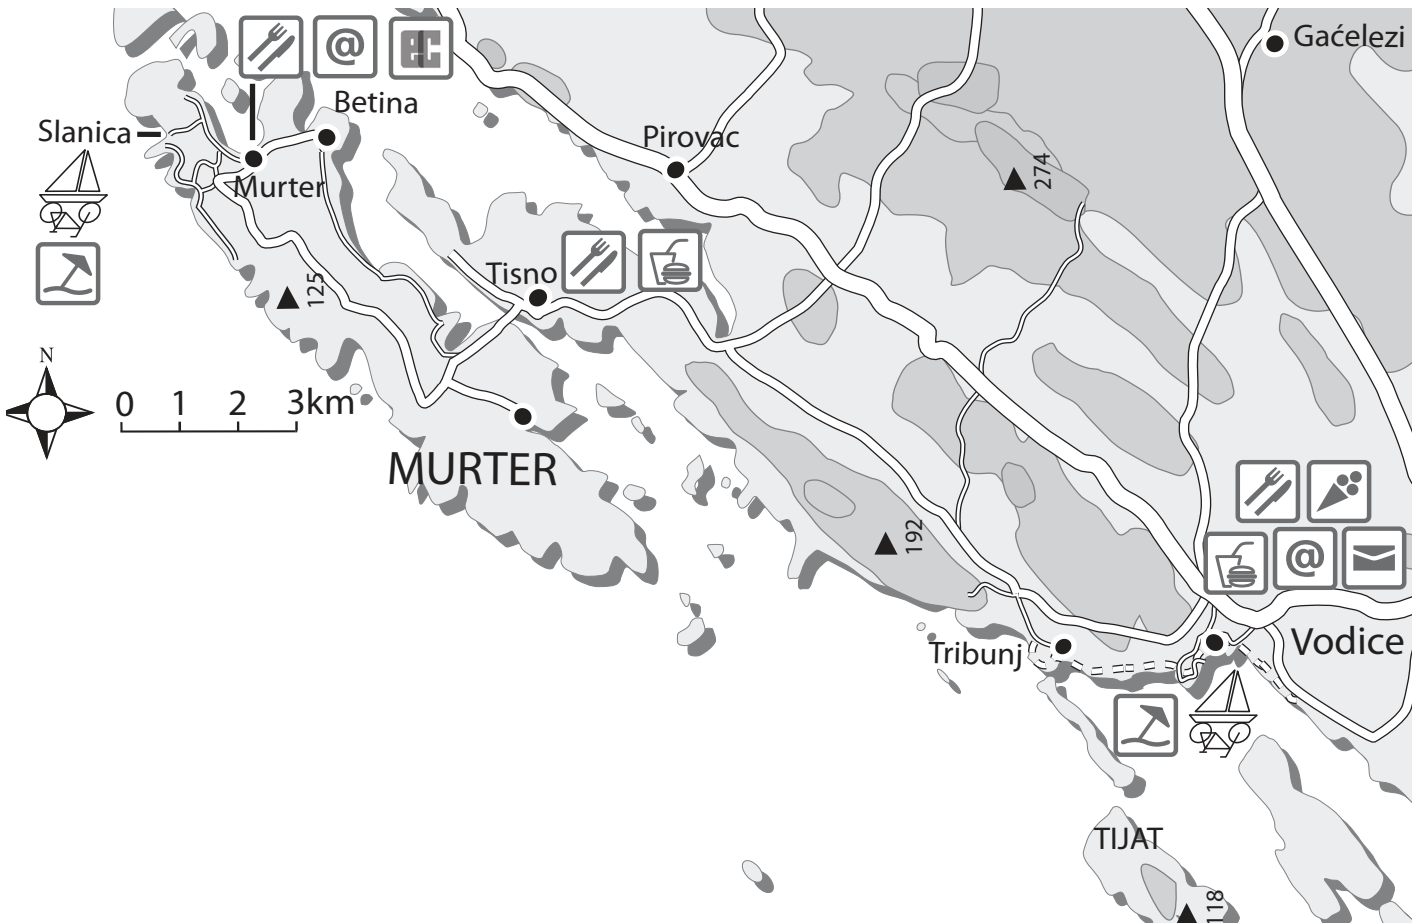 Gaćelezi
@
Betina
Slanica
Pirovac
274
Murter
Tisno
125
N
0 1 2 3km
MURTER
192
@
Vodice
Tribunj
TIJAT
118